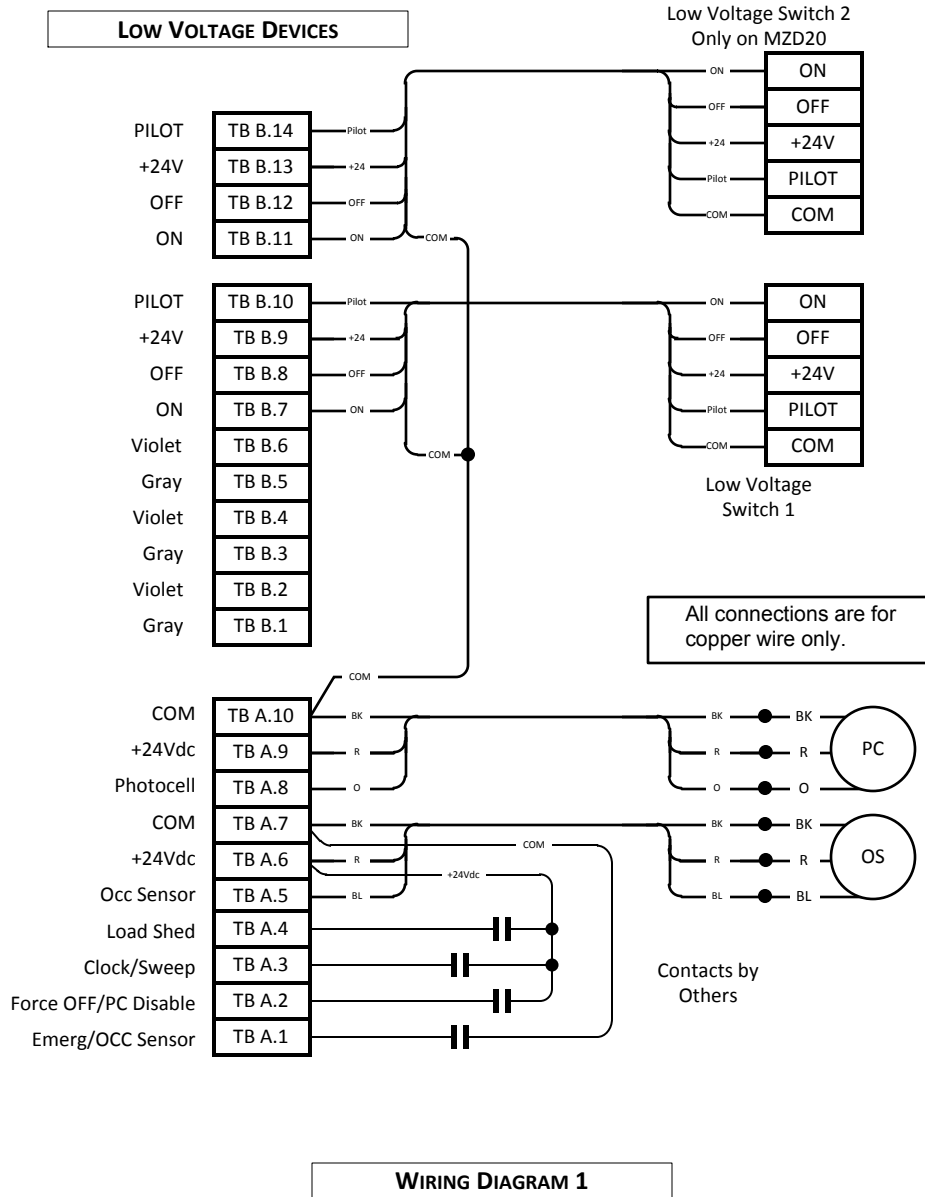 LOW VOLTAGE DEVICES
Low Voltage Switch 2
Only on MZD20
ON ON
OFF OFF
PILOT TB B.14 Pilot +24 +24V
+24V TB B.13 +24 Pilot PILOT
OFF TB B.12 OFF COM COM
ON TB B.11 ON COM
PILOT TB B.10 Pilot ON ON
+24V TB B.9 +24 OFF OFF
OFF TB B.8 OFF +24 +24V
ON TB B.7 ON Pilot PILOT
Violet TB B.6 COM COM COM
Gray TB B.5
Low Voltage
Switch 1
Violet TB B.4
Gray TB B.3
Violet TB B.2
Gray TB B.1
All connections are for
copper wire only.
COM
COM TB A.10 BK BK BK
+24Vdc TB A.9 R R R PC
Photocell TB A.8 O O O
COM TB A.7 BK BK BK
COM
+24Vdc TB A.6 R R R OS
+24Vdc
Occ Sensor TB A.5 BL BL BL
Load Shed TB A.4
Clock/Sweep TB A.3
Contacts by
Others
Force OFF/PC Disable TB A.2
Emerg/OCC Sensor TB A.1
WIRING DIAGRAM 1